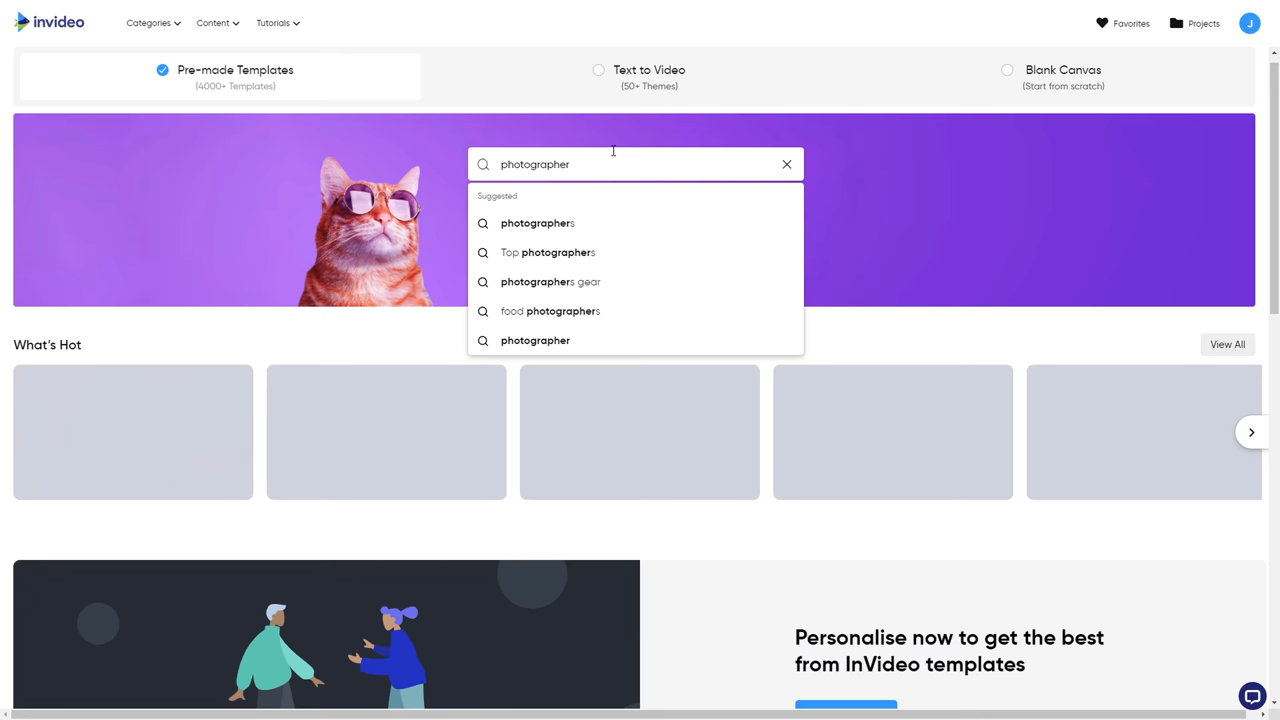 invideo
Categories
Content
Tutorials
Favorites
Projects
J
Pre-made Templates
(4000+ Templates)
Text to Video
(50+ Themes)
Blank Canvas
(Start from scratch)
photographer
Suggested
photographers
Top photographers
photographers gear
food photographers
photographer
What's Hot
View All
Personalise now to get the best
from InVideo templates